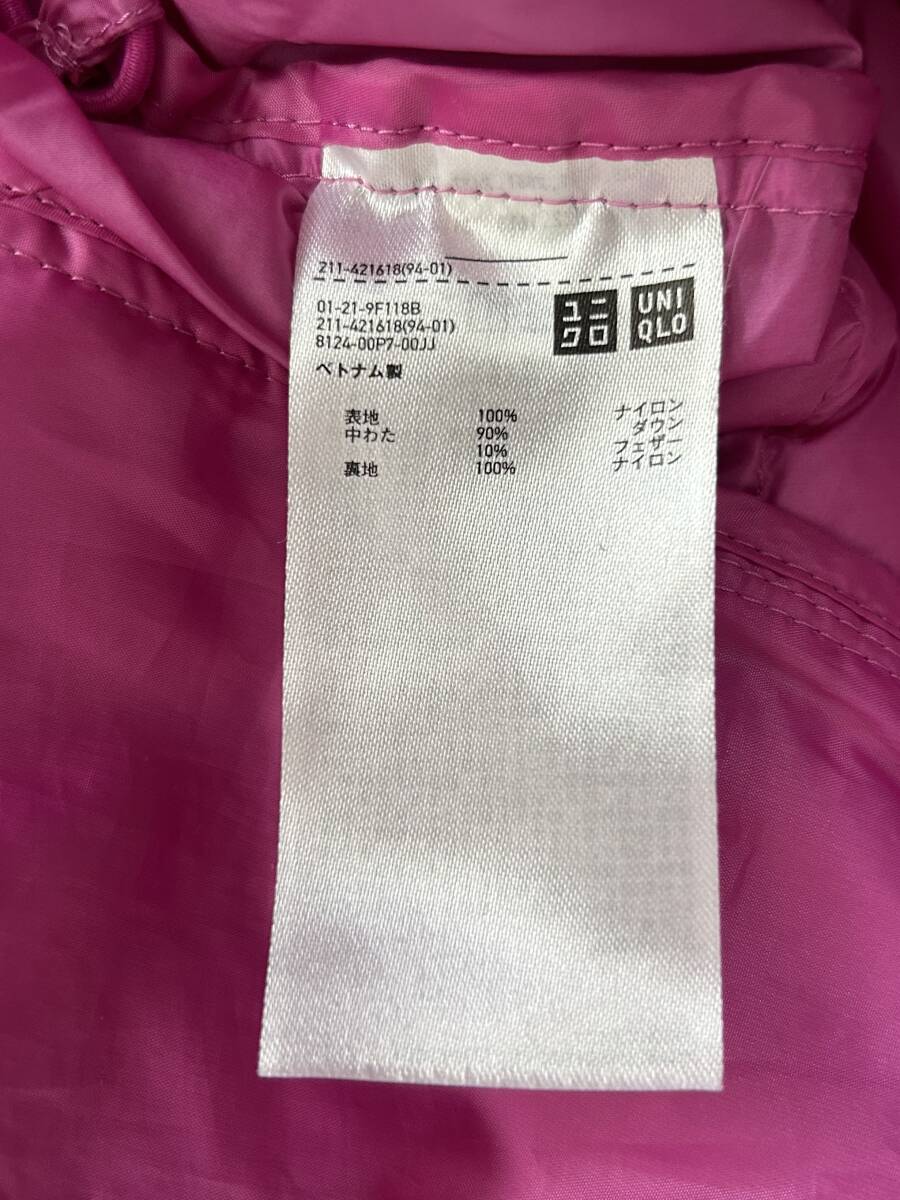 211-421618(94-01)
01-21-9F118B
211-421618(94-01)
8124-00P7-00JJ
ベトナム製
ユニ
クロ
UNI
QLO
表地 100% ナイロン
中わた 90% ダウン
10% フェザー
裏地 100% ナイロン